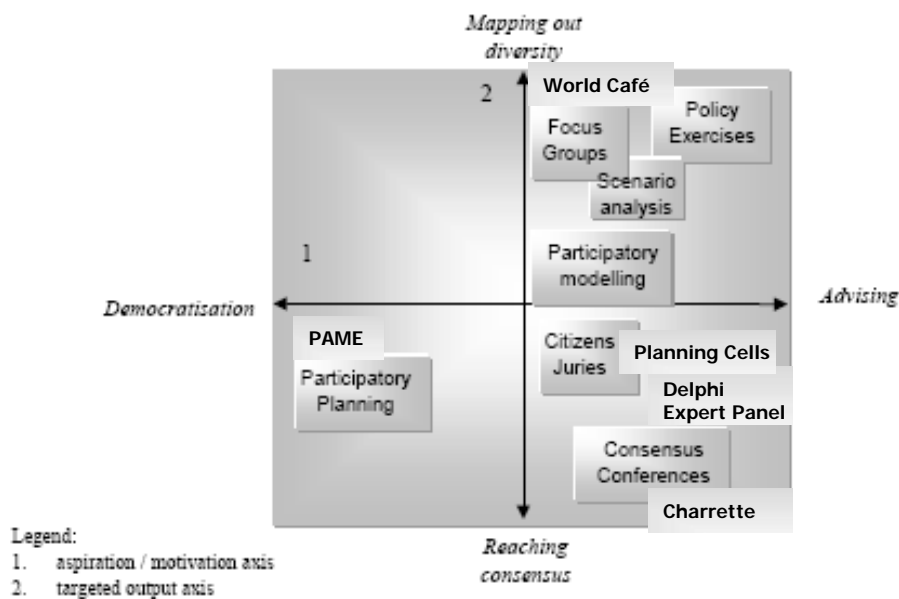 Mapping out
diversity
2
World Café
Focus
Groups
Policy
Exercises
Scenario
analysis
1
Participatory
modelling
Democratisation
Advising
PAME
Participatory
Planning
Citizens
Juries
Planning Cells
Delphi
Expert Panel
Consensus
Conferences
Charrette
Reaching
consensus
Legend:
1. aspiration / motivation axis
2. targeted output axis